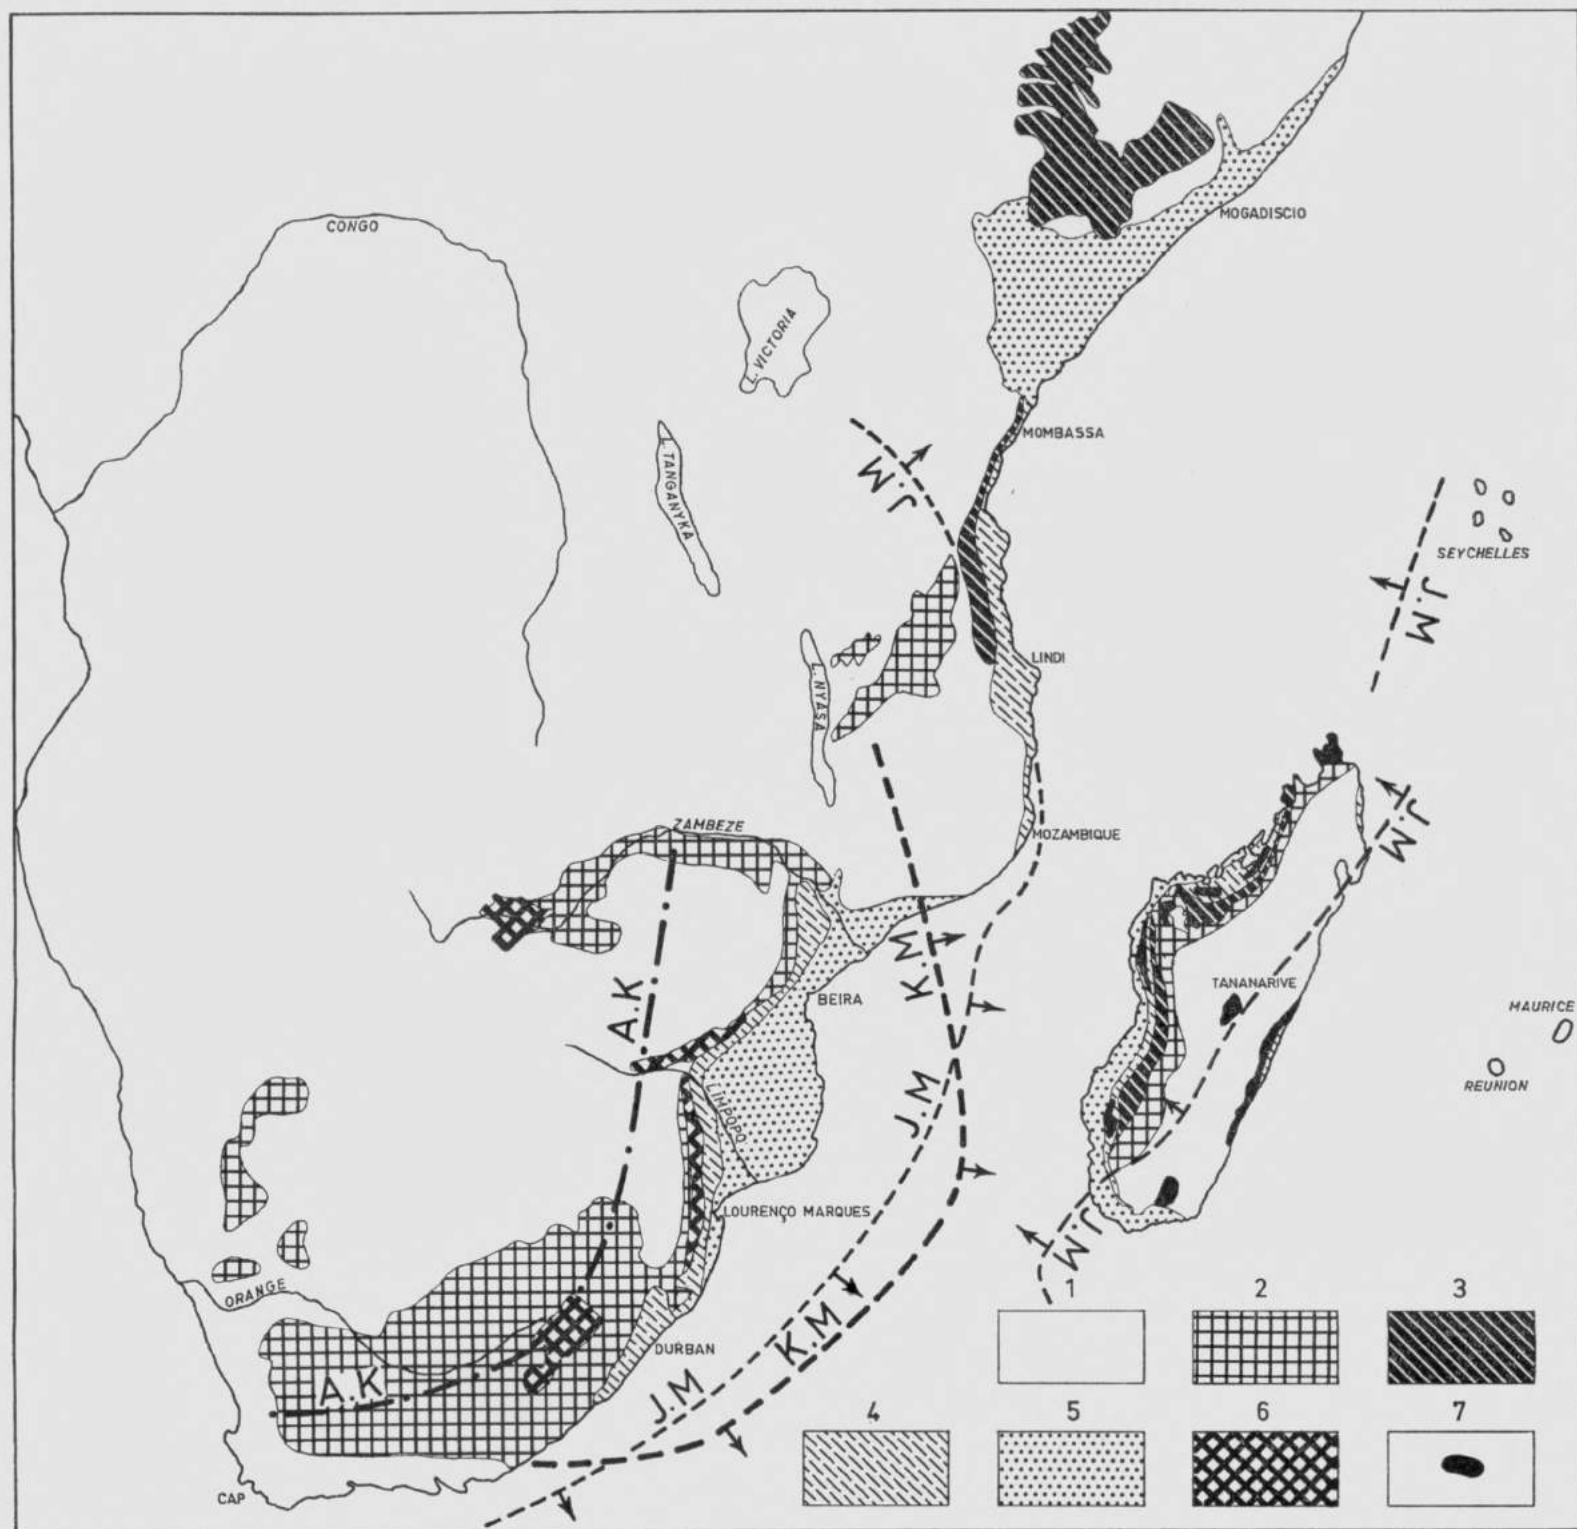 CONGO
MOGADISCIO
L. VICTORIA
MOMBASSA
L. TANGANYKA
J.M
SEYCHELLES
J.M
LINDI
L. NYASA
ZAMBEZE
MOZAMBIQUE
J.M
K.M
A.K
BEIRA
TANANARIVE
MAURICE
REUNION
LIMPOPO.
J.M
LOURENÇO MARQUES
J.M
ORANGE
K.M
DURBAN
A.K
J.M
CAP
1 2 3
4 5 6 7